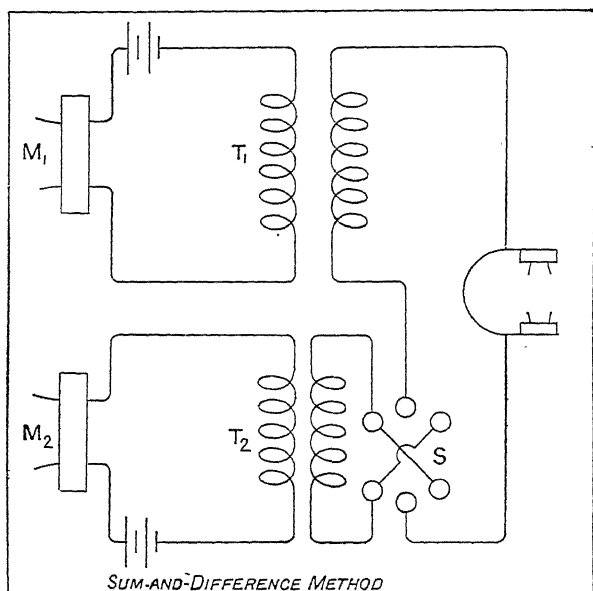 M₁
T₁
M₂
T₂
S
SUM-AND-DIFFERENCE METHOD